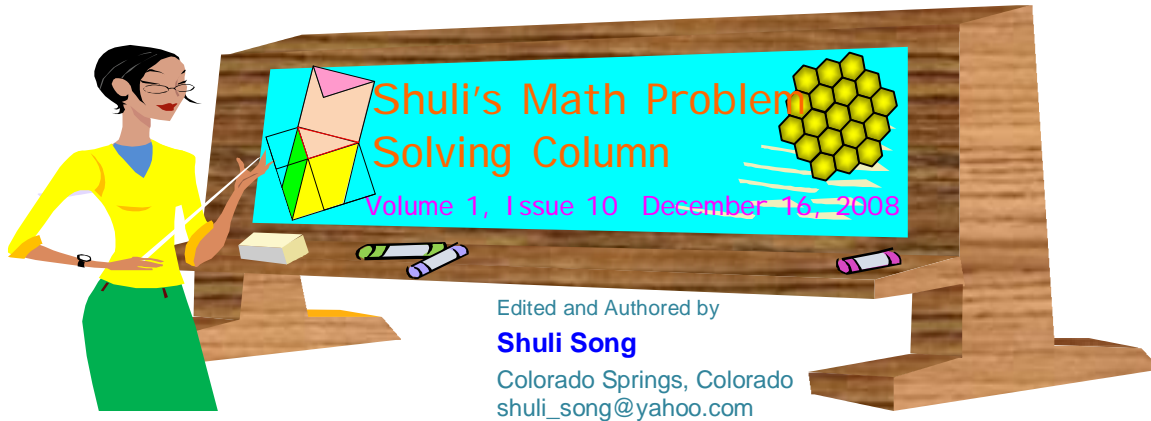 Shuli's Math Problem
Solving Column
Volume 1, Issue 10 December 16, 2008
Edited and Authored by
Shuli Song
Colorado Springs, Colorado
shuli_song@yahoo.com